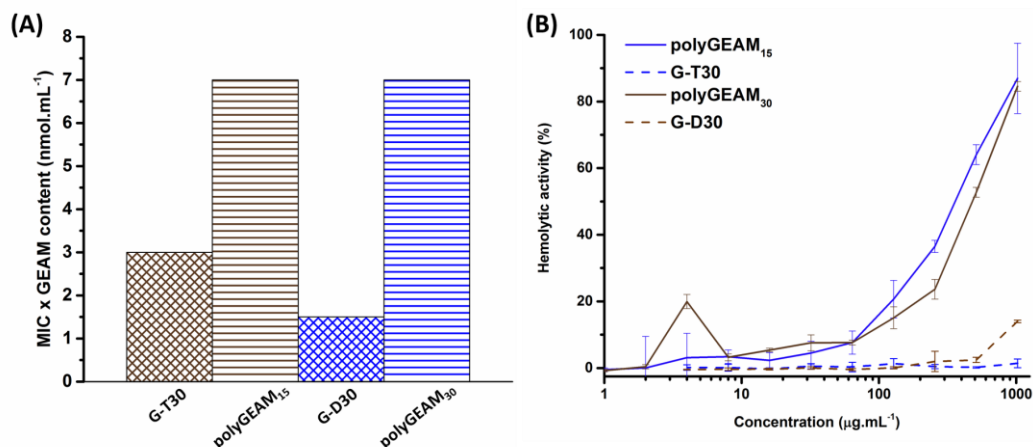 (A)
MIC x GEAM content (nmol.mL⁻¹)
8
7
6
5
4
3
2
1
0
G-T30
polyGEAM₁₅
G-D30
polyGEAM₃₀
(B)
Hemolytic activity (%)
100
80
60
40
20
0
polyGEAM₁₅
G-T30
polyGEAM₃₀
G-D30
1
10
100
1000
Concentration (µg.mL⁻¹)